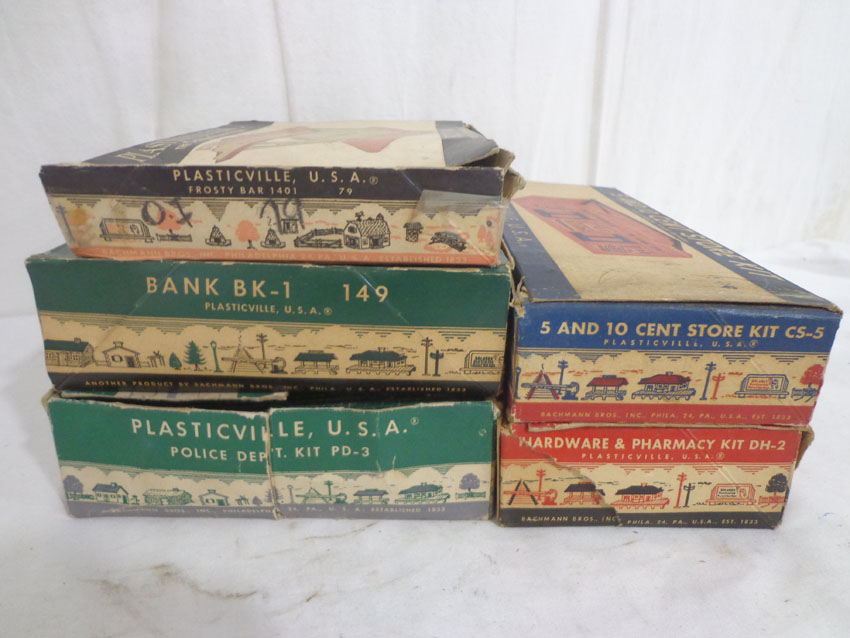 PLASTICVILLE, U.S.A.®
FROSTY BAR 1401 79
BANK BK-1 149
PLASTICVILLE, U.S.A.®
ANOTHER PRODUCT BY BACHMANN BROS., INC., PHILA., PA., U.S.A. ESTABLISHED 1833
PLASTICVILLE, U.S.A.®
POLICE DEP'T. KIT PD-3
24, PA., U.S.A. ESTABLISHED 1833
5 AND 10 CENT STORE KIT CS-5
PLASTICVILLE, U.S.A.®
BACHMANN BROS., INC. PHILA. 24, PA., U.S.A., EST. 1833
HARDWARE & PHARMACY KIT DH-2
PLASTICVILLE, U.S.A.®
BACHMANN BROS., INC. PHILA. 24, PA., U.S.A., EST. 1833